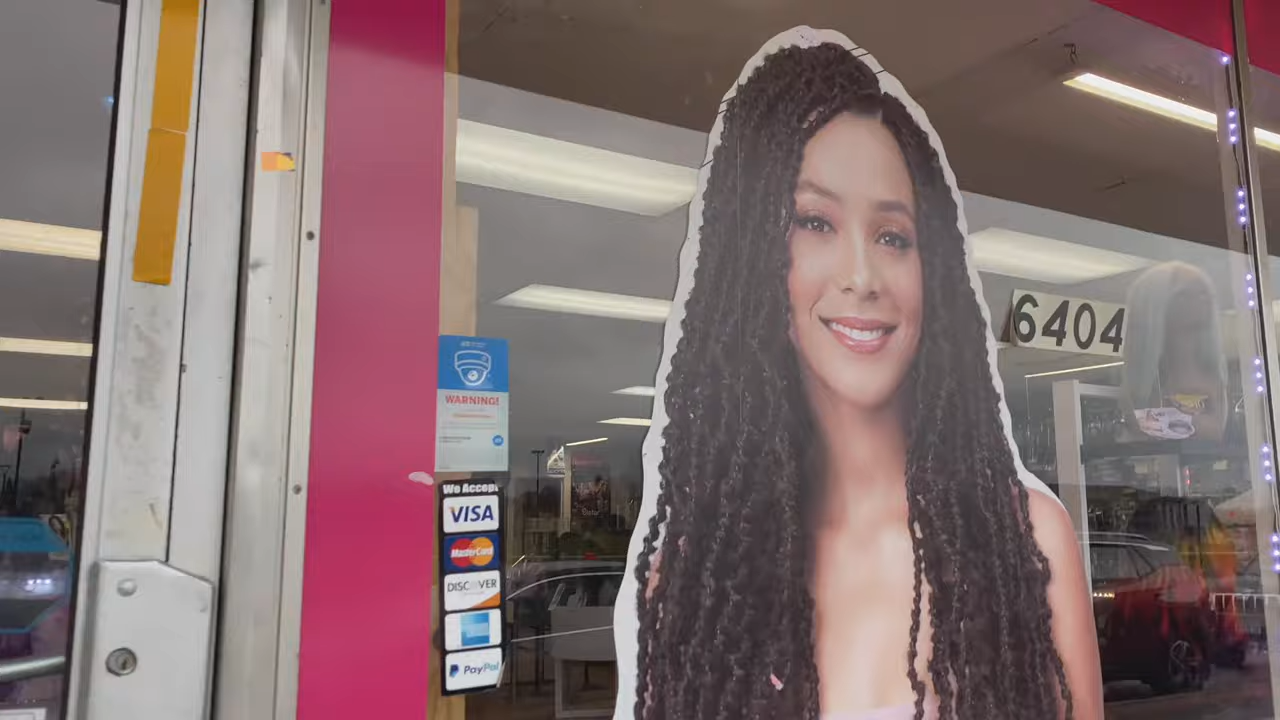 6404
WARNING!
We Accept
VISA
MasterCard
DISCOVER
PayPal